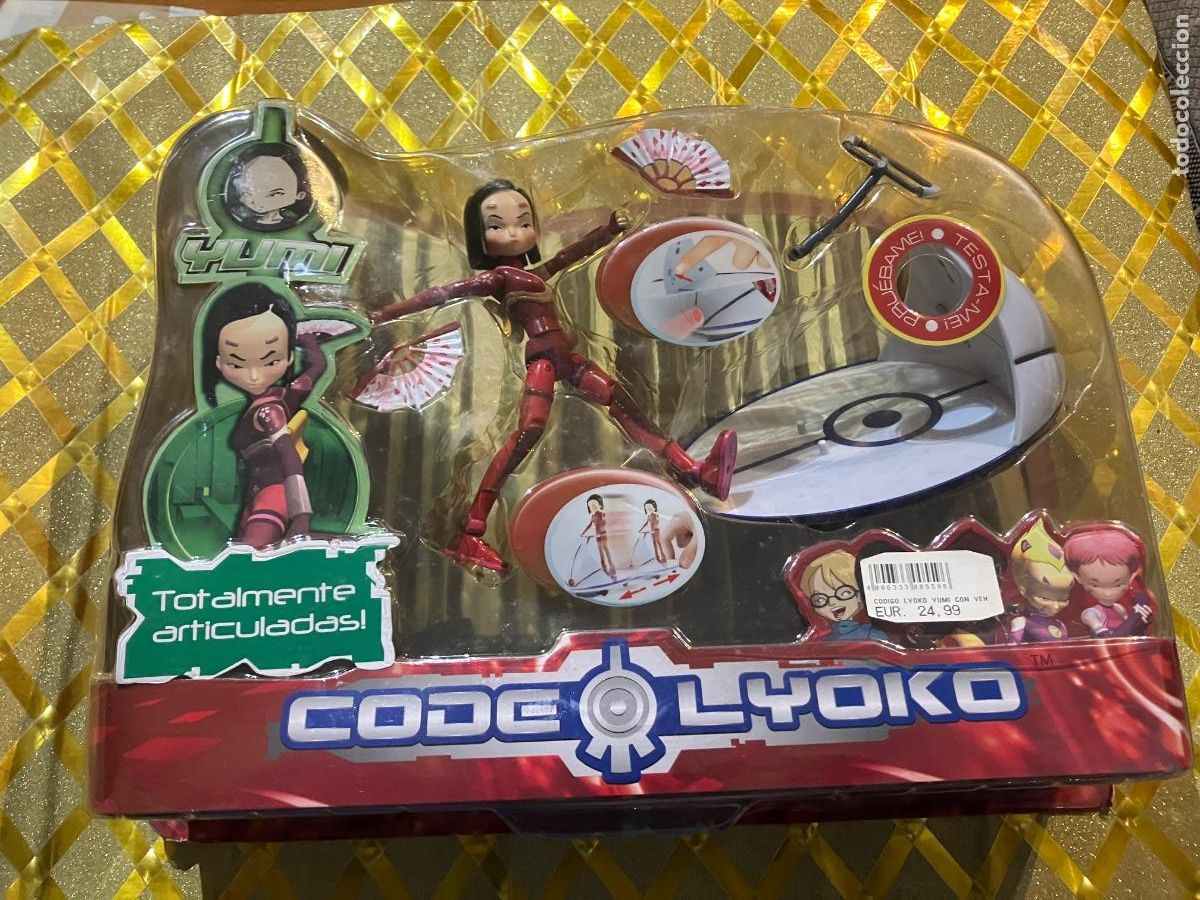 YUMI
PRUÉBAME! • TESTA-ME! •
Totalmente
articuladas!
CODIGO LYOKO YUMI CON VEH
EUR. 24,99
CODE LYOKO
TM
todocoleccion